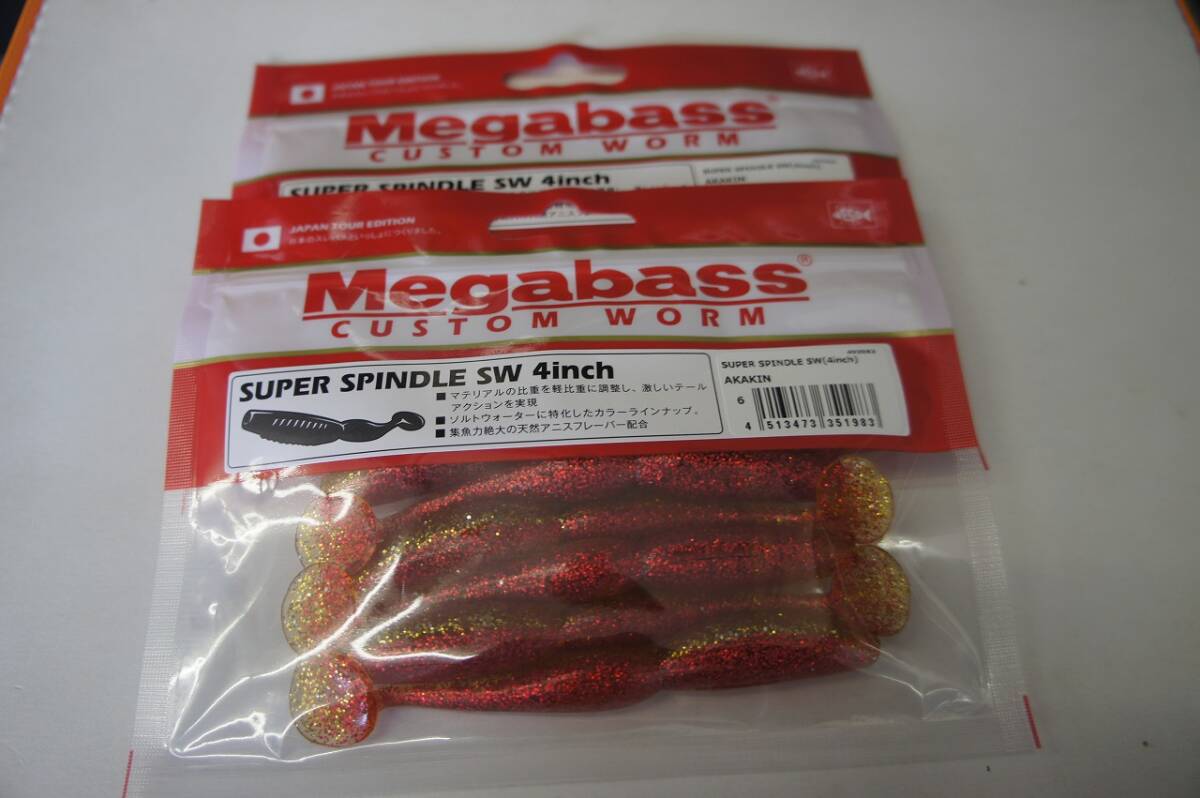 JAPAN TOUR EDITION
Megabass®
CUSTOM WORM
SUPER SPINDLE SW 4inch
AKAKIN
JAPAN TOUR EDITION
Megabass®
CUSTOM WORM
SUPER SPINDLE SW 4inch
■ マテリアルの比重を軽比重に調整し、激しいテール
アクションを実現
■ ソルトウォーターに特化したカラーラインナップ。
■ 集魚力絶大の天然アニスフレーバー配合
SUPER SPINDLE SW(4inch)
AKAKIN
6
4 513473 351983